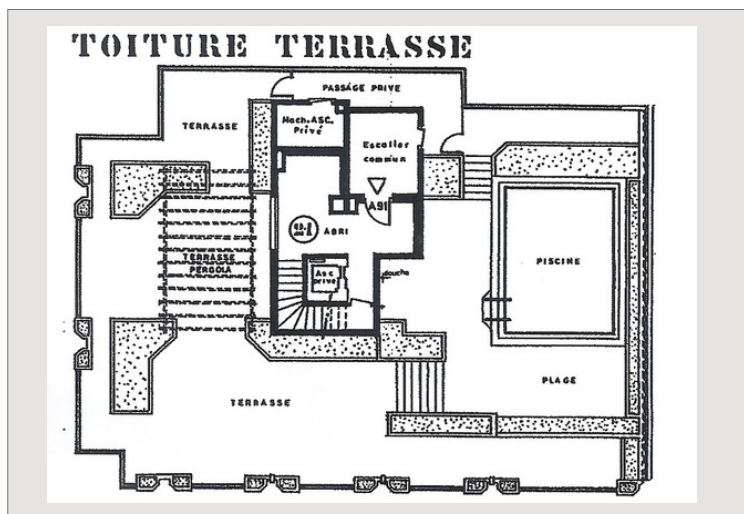 TOITURE TERRASSE
PASSAGE PRIVE
TERRASSE
Mach. ASC.
Privé
Escalier
commun
A91
ABRI
TERRASSE
PERGOLA
Asc
privé
douche
PISCINE
PLAGE
TERRASSE